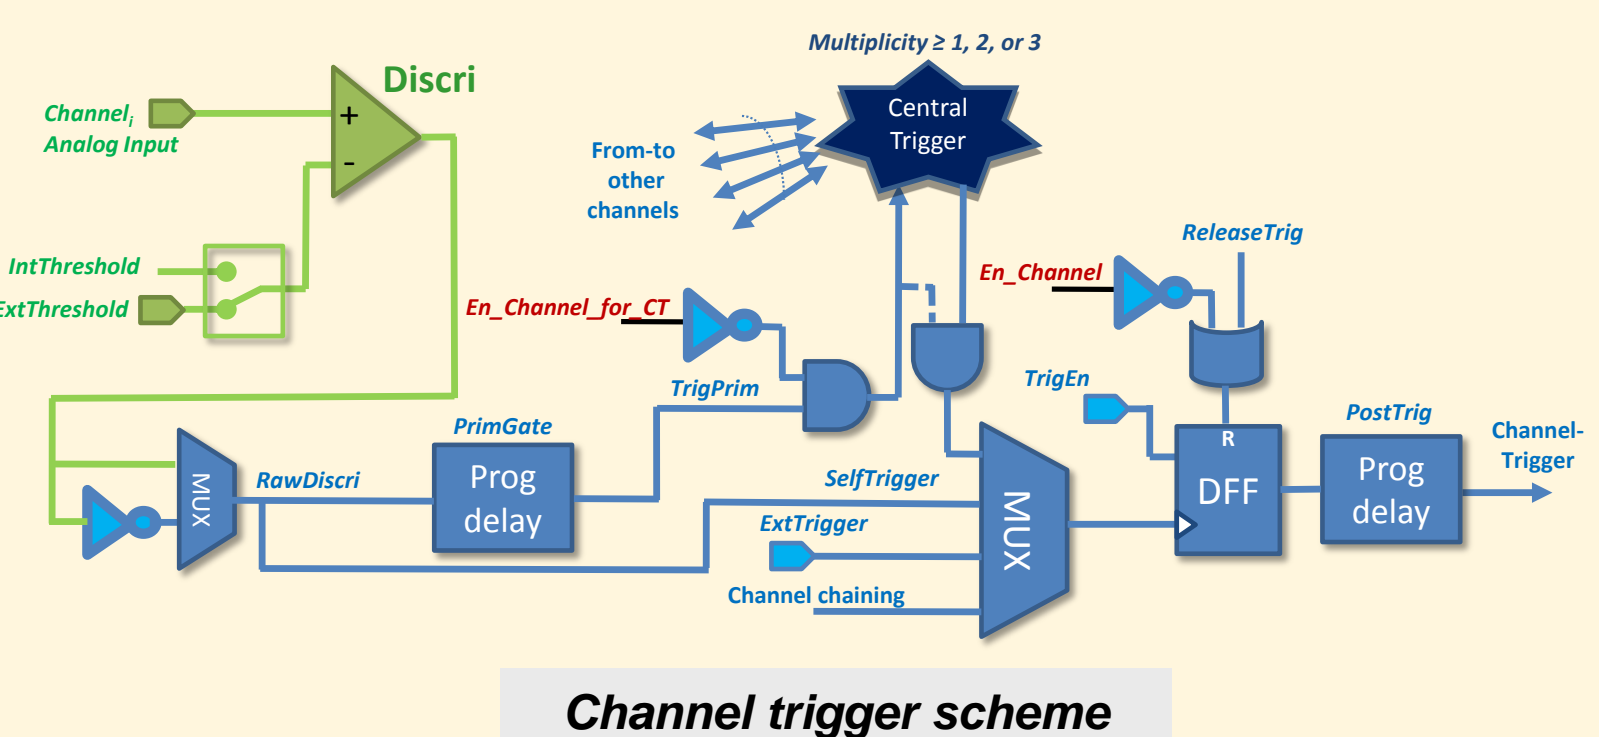 Multiplicity ≥ 1, 2, or 3
Discri
Channeli
Analog Input
+
-
Central
Trigger
From-to
other
channels
ReleaseTrig
IntThreshold
ExtThreshold
En_Channel
En_Channel_for_CT
TrigPrim
TrigEn
PrimGate
PostTrig
R
Channel-
Trigger
MUX
RawDiscri
Prog
delay
SelfTrigger
ExtTrigger
Channel chaining
MUX
DFF
Prog
delay
Channel trigger scheme